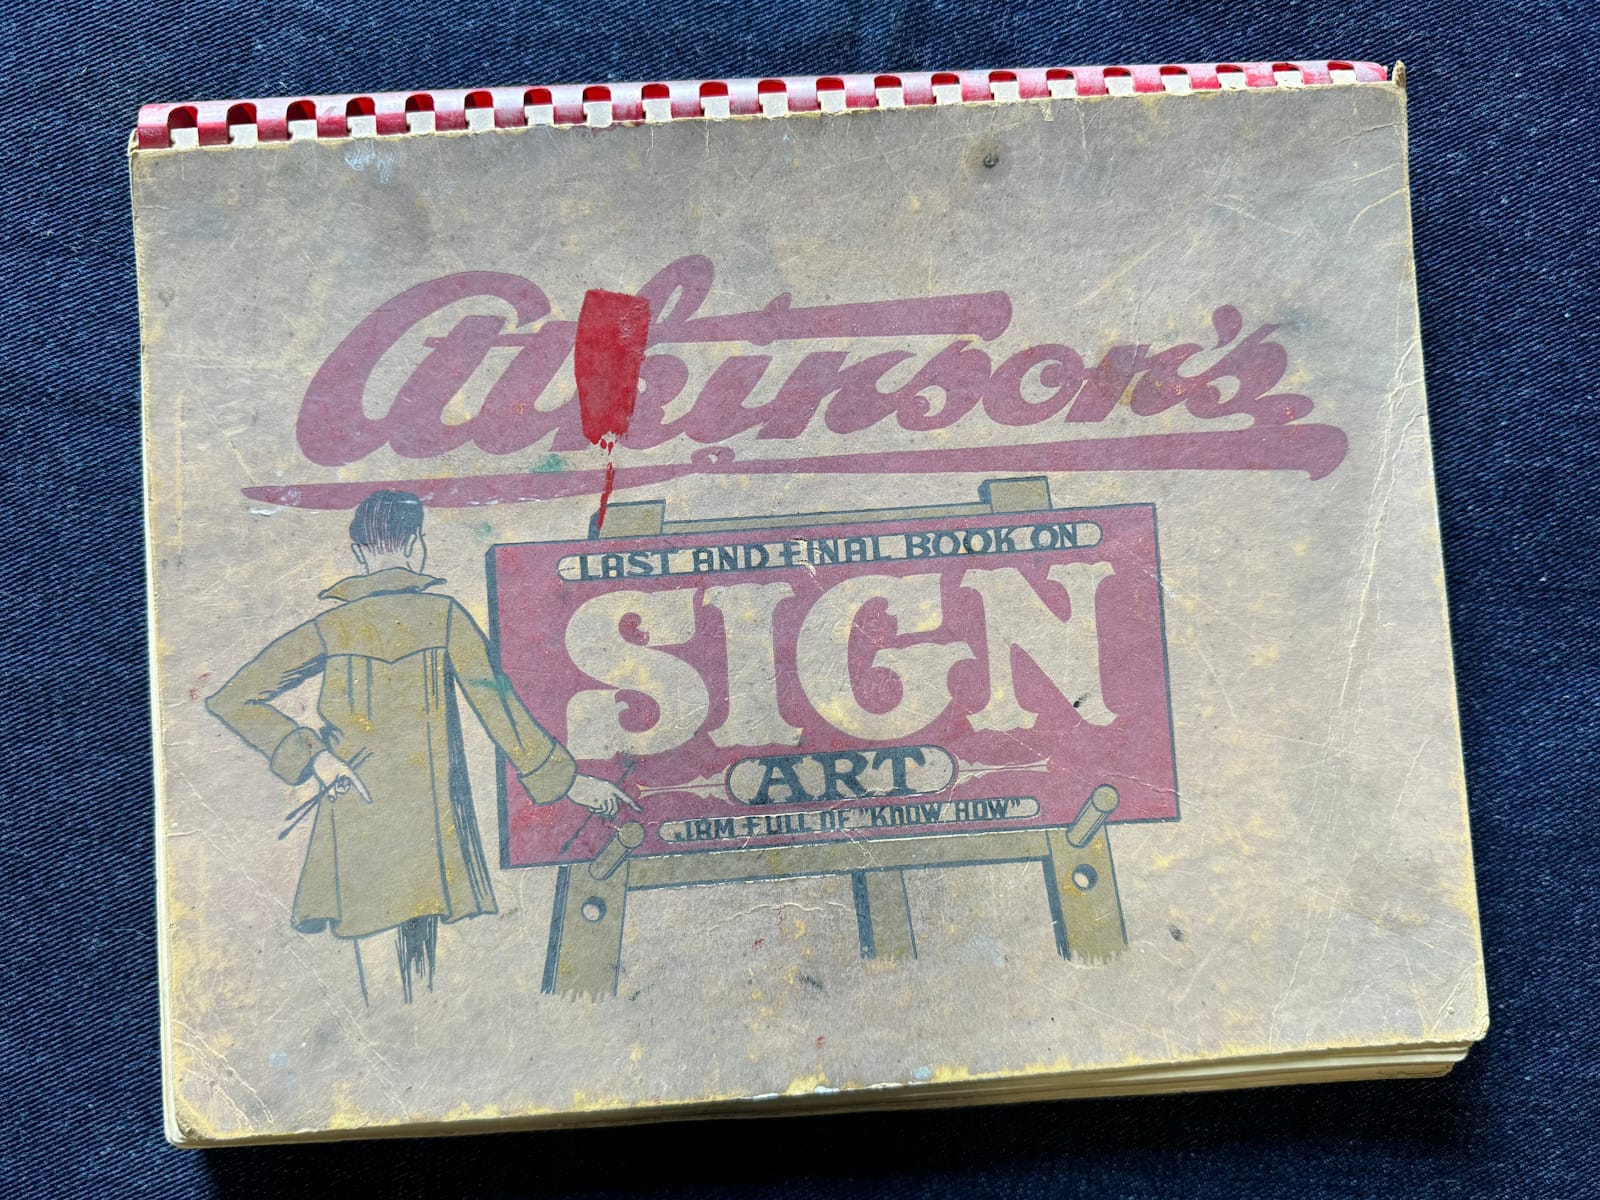 Atkinson's
LAST AND FINAL BOOK ON
SIGN
ART
JAM FULL OF "KNOW HOW"